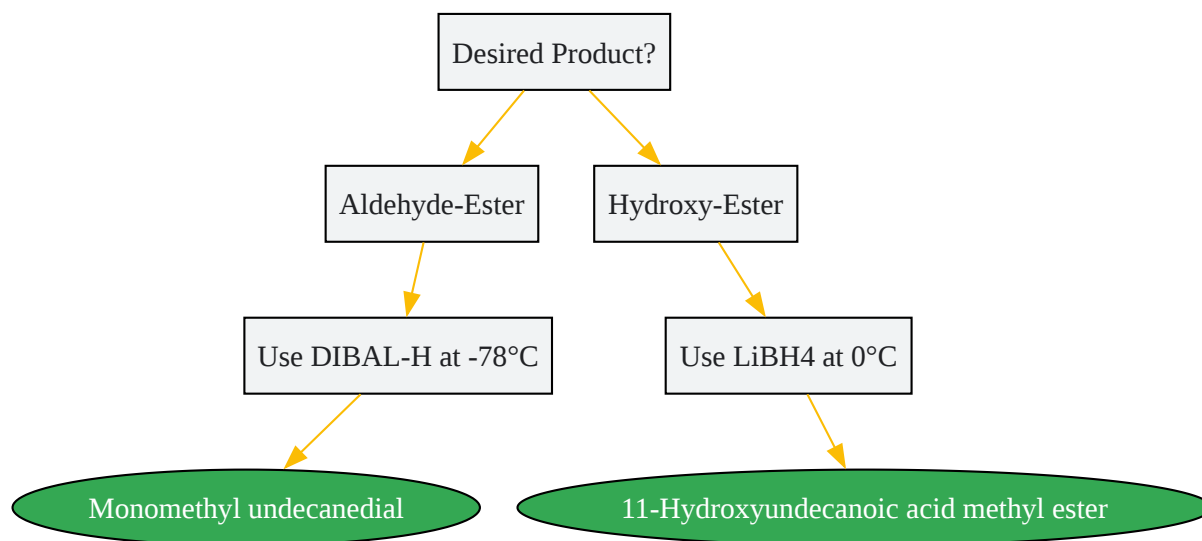 Desired Product?
Aldehyde-Ester
Hydroxy-Ester
Use DIBAL-H at -78°C
Use LiBH4 at 0°C
Monomethyl undecanedial
11-Hydroxyundecanoic acid methyl ester